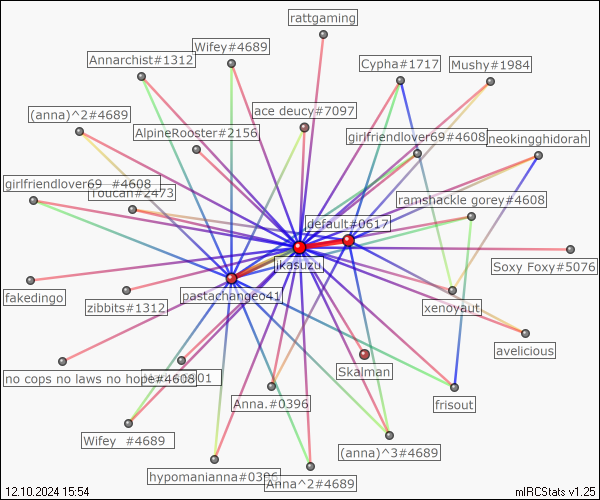 rattgaming
Wifey#4689
Annarchist#1312
Cypha#1717
Mushy#1984
(anna)^2#4689
ace deucy#7097
AlpineRooster#2156
girlfriendlover69#4608
neokingghidorah
girlfriendlover69 #4608
Toucan#2473
ramshackle gorey#4608
default#0617
ikasuzu
Soxy Foxy#5076
fakedingo
zibbits#1312
pastachangeo41
xenoyaut
avelicious
no cops no laws no hope#4608
Skalman
Anna.#0396
frisout
Wifey #4689
(anna)^3#4689
hypomanianna#0396
Anna^2#4689
12.10.2024 15:54
mIRCStats v1.25